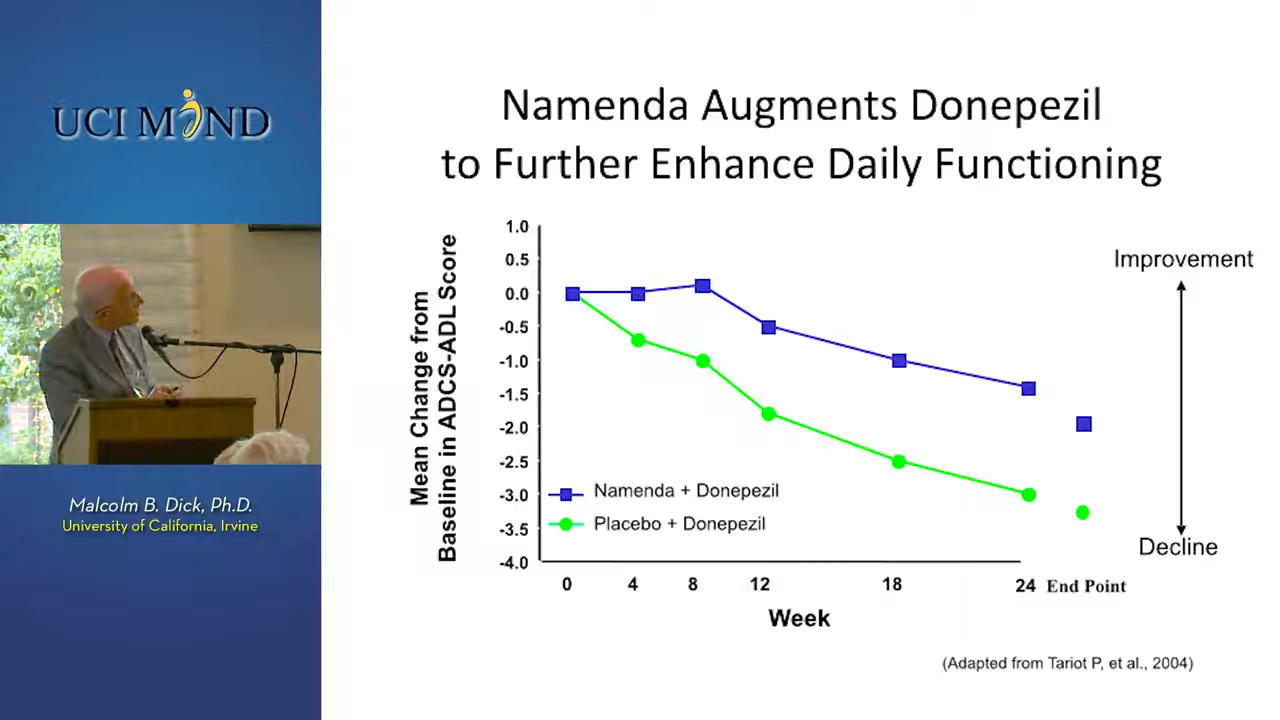 UCI MIND
Malcolm B. Dick, Ph.D.
University of California, Irvine
Namenda Augments Donepezil
to Further Enhance Daily Functioning
Mean Change from
Baseline in ADCS-ADL Score
1.0
0.5
0.0
-0.5
-1.0
-1.5
-2.0
-2.5
-3.0
-3.5
-4.0
Namenda + Donepezil
Placebo + Donepezil
0 4 8 12 18 24 End Point
Week
Improvement
Decline
(Adapted from Tariot P, et al., 2004)